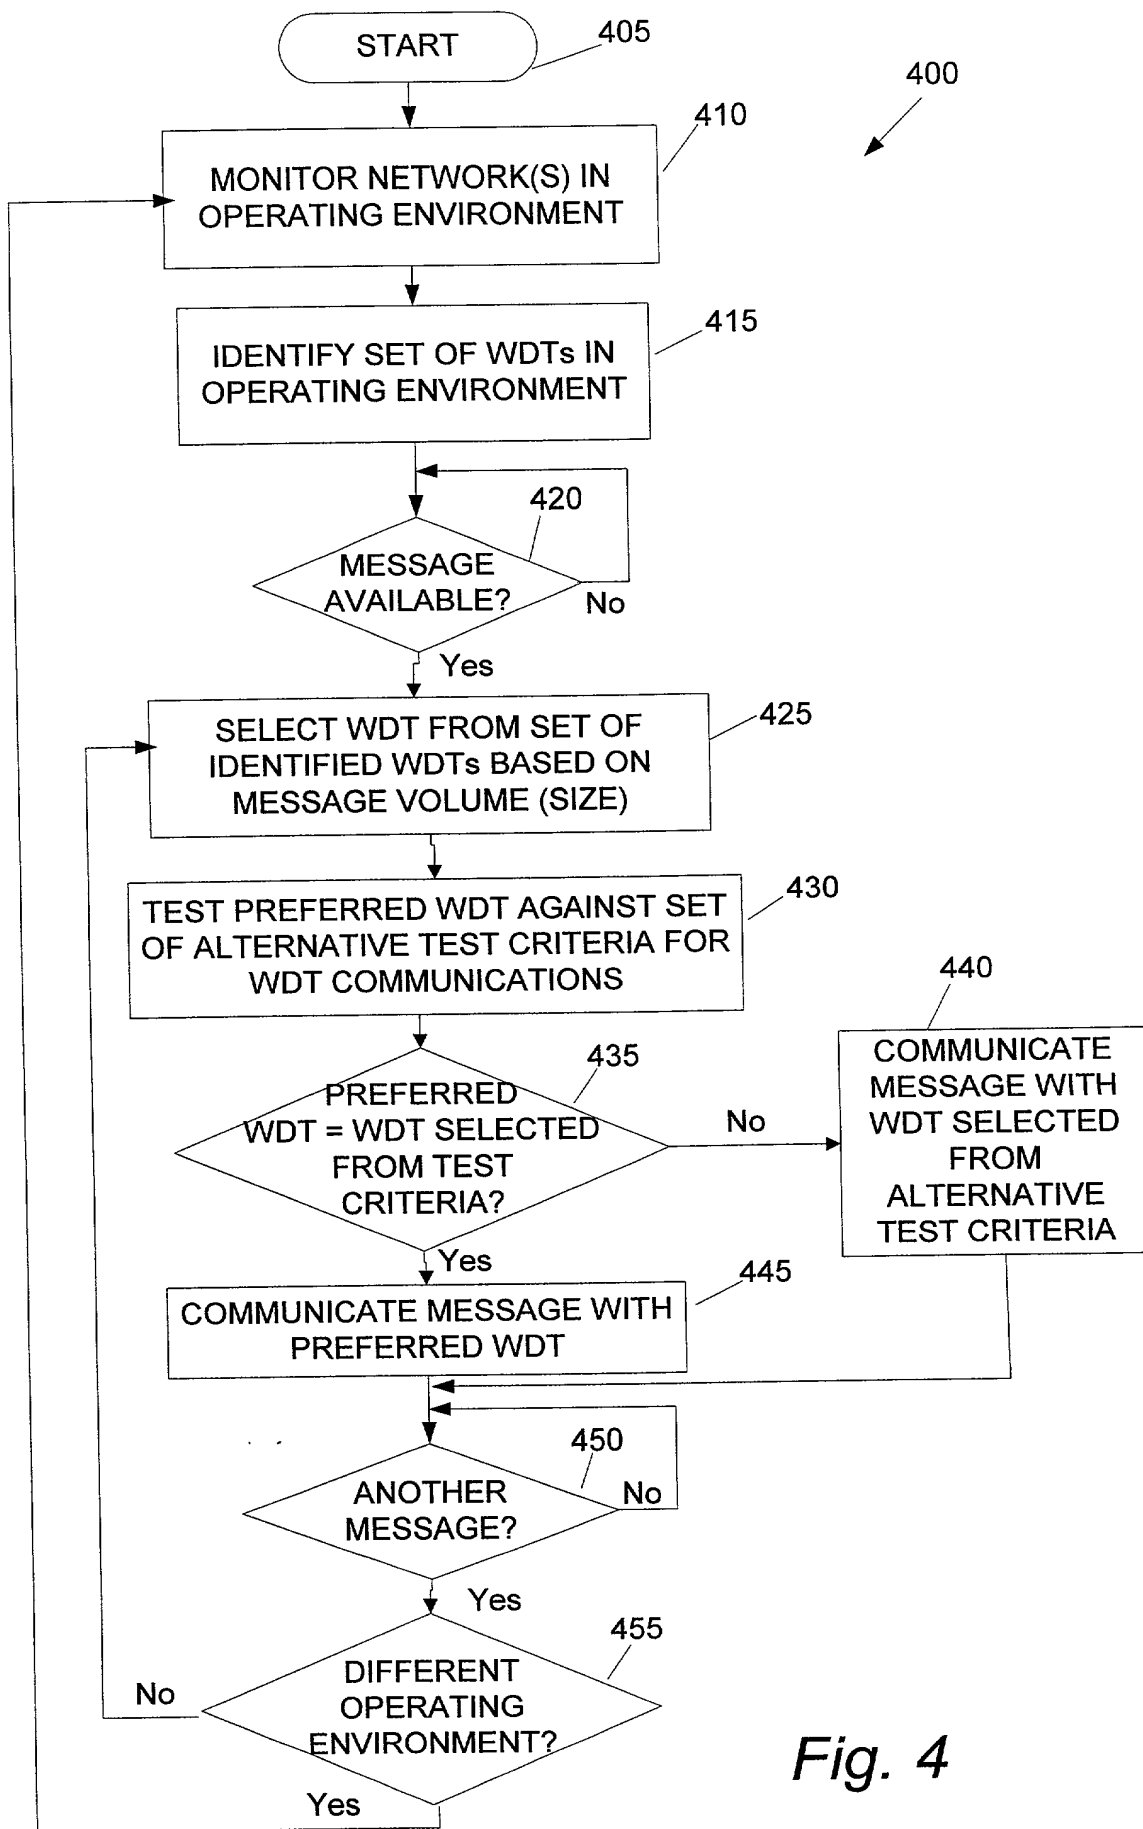 START
405
400
410
MONITOR NETWORK(S) IN
OPERATING ENVIRONMENT
415
IDENTIFY SET OF WDTs IN
OPERATING ENVIRONMENT
420
MESSAGE
AVAILABLE?
No
Yes
425
SELECT WDT FROM SET OF
IDENTIFIED WDTs BASED ON
MESSAGE VOLUME (SIZE)
430
TEST PREFERRED WDT AGAINST SET
OF ALTERNATIVE TEST CRITERIA FOR
WDT COMMUNICATIONS
435
PREFERRED
WDT = WDT SELECTED
FROM TEST
CRITERIA?
No
440
COMMUNICATE
MESSAGE WITH
WDT SELECTED
FROM
ALTERNATIVE
TEST CRITERIA
Yes
445
COMMUNICATE MESSAGE WITH
PREFERRED WDT
450
ANOTHER
MESSAGE?
No
Yes
455
DIFFERENT
OPERATING
ENVIRONMENT?
No
Yes
Fig. 4